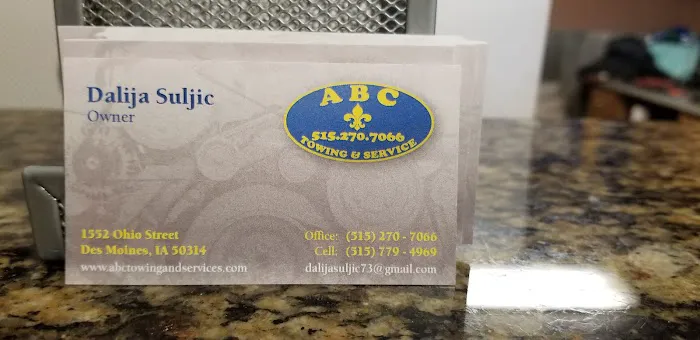 Dalija Suljic
Owner
A B C
515.270.7066
TOWING & SERVICE
1552 Ohio Street
Des Moines, IA 50314
www.abctowingandservices.com
Office: (515) 270 - 7066
Cell: (515) 779 - 4969
dalijasuljic73@gmail.com